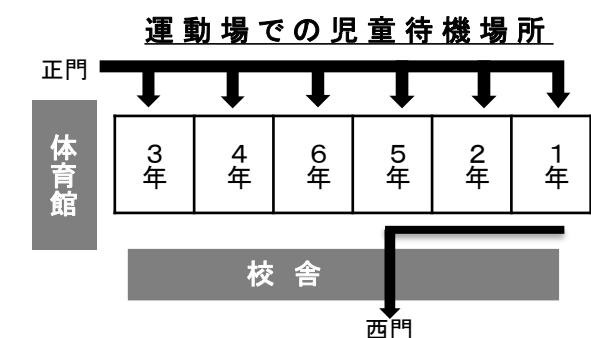 運動場での児童待機場所
正門
体育館
３年
４年
６年
５年
２年
１年
校舎
西門